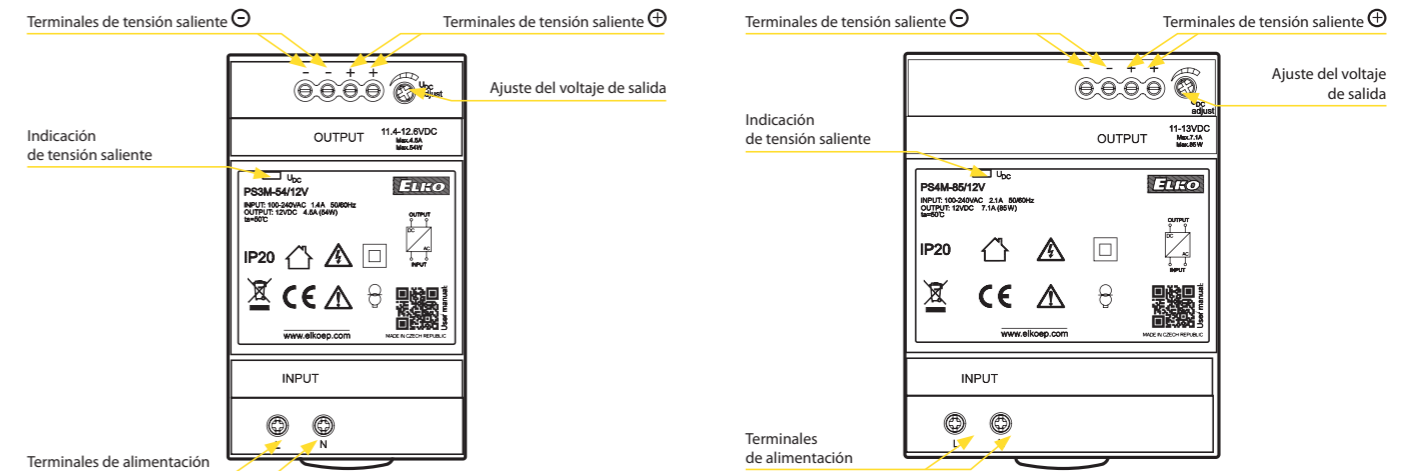 Terminales de tensión saliente ⊖
Terminales de tensión saliente ⊕
- - + +
Ajuste del voltaje de salida
UDC
adjust
Indicación
de tensión saliente
OUTPUT
11.4-12.6VDC
Max.4.5A
Max.54W
UDC
PS3M-54/12V
ELKO
INPUT: 100-240VAC 1.4A 50/60Hz
OUTPUT: 12VDC 4.5A (54W)
ta=50°C
OUTPUT
DC
AC
INPUT
IP20
CE
User manual:
www.elkoep.com
MADE IN CZECH REPUBLIC
INPUT
L
N
Terminales de alimentación
Terminales de tensión saliente ⊖
Terminales de tensión saliente ⊕
- - + +
Ajuste del voltaje
de salida
UDC
adjust
Indicación
de tensión saliente
OUTPUT
11-13VDC
Max.7.1A
Max.85W
UDC
PS4M-85/12V
ELKO
INPUT: 100-240VAC 2.1A 50/60Hz
OUTPUT: 12VDC 7.1A (85W)
ta=50°C
OUTPUT
DC
AC
INPUT
IP20
CE
User manual:
www.elkoep.com
MADE IN CZECH REPUBLIC
INPUT
L
Terminales
de alimentación